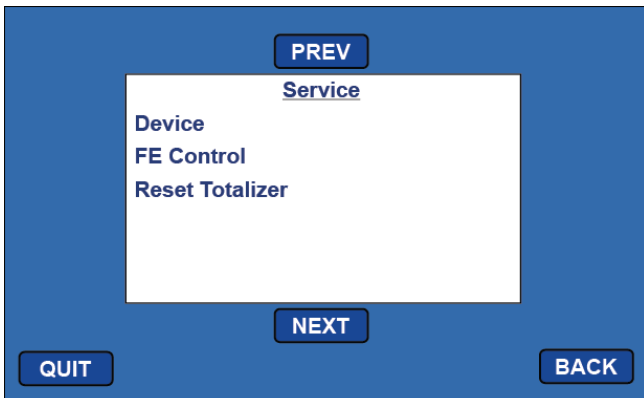 PREV
Service
Device
FE Control
Reset Totalizer
NEXT
QUIT
BACK